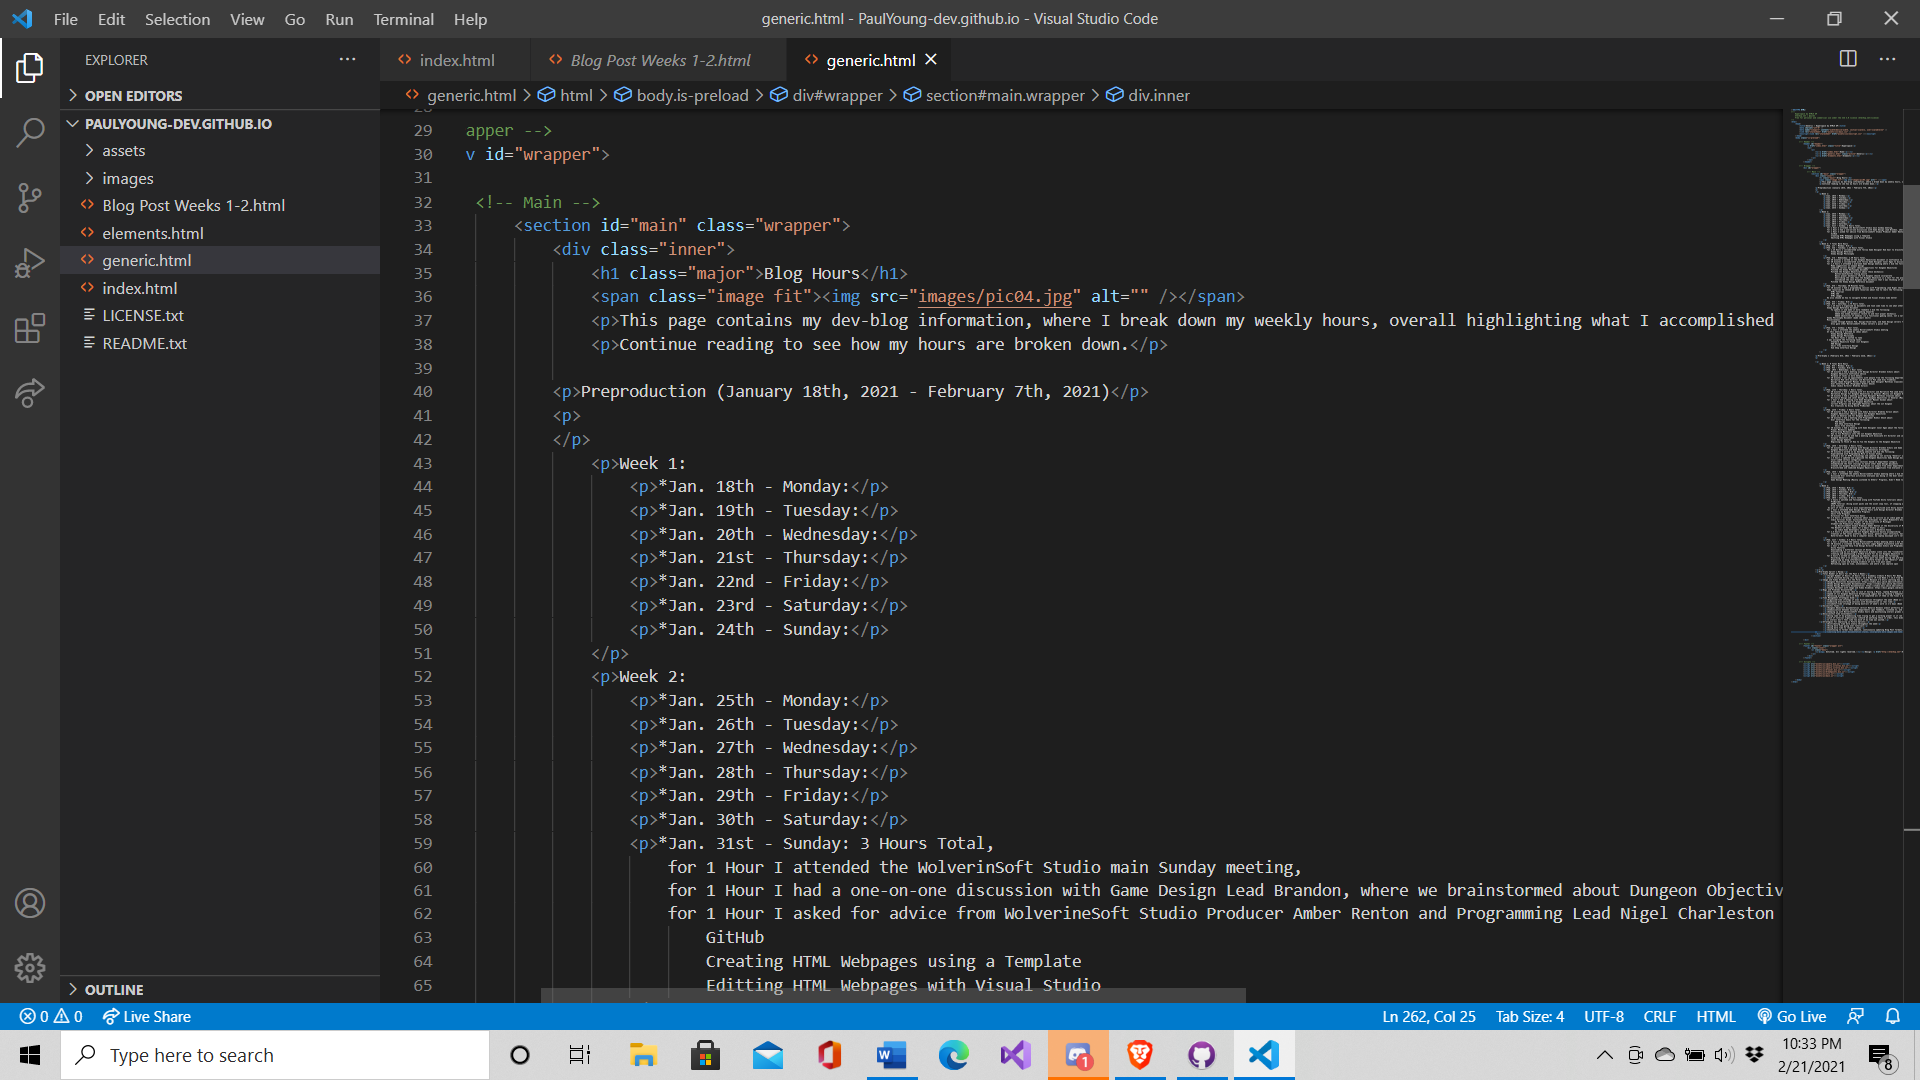 File Edit Selection View Go Run Terminal Help
generic.html - PaulYoung-dev.github.io - Visual Studio Code
EXPLORER
index.html
Blog Post Weeks 1-2.html
generic.html
OPEN EDITORS
generic.html > html > body.is-preload > div#wrapper > section#main.wrapper > div.inner
PAULYOUNG-DEV.GITHUB.IO
assets
images
Blog Post Weeks 1-2.html
elements.html
generic.html
index.html
LICENSE.txt
README.txt
OUTLINE
29 apper -->
30 v id="wrapper">
31
32 <!-- Main -->
33 <section id="main" class="wrapper">
34 <div class="inner">
35 <h1 class="major">Blog Hours</h1>
36 <span class="image fit"><img src="images/pic04.jpg" alt="" /></span>
37 <p>This page contains my dev-blog information, where I break down my weekly hours, overall highlighting what I accomplished
38 <p>Continue reading to see how my hours are broken down.</p>
39
40 <p>Preproduction (January 18th, 2021 - February 7th, 2021)</p>
41 <p>
42 </p>
43 <p>Week 1:
44 <p>*Jan. 18th - Monday:</p>
45 <p>*Jan. 19th - Tuesday:</p>
46 <p>*Jan. 20th - Wednesday:</p>
47 <p>*Jan. 21st - Thursday:</p>
48 <p>*Jan. 22nd - Friday:</p>
49 <p>*Jan. 23rd - Saturday:</p>
50 <p>*Jan. 24th - Sunday:</p>
51 </p>
52 <p>Week 2:
53 <p>*Jan. 25th - Monday:</p>
54 <p>*Jan. 26th - Tuesday:</p>
55 <p>*Jan. 27th - Wednesday:</p>
56 <p>*Jan. 28th - Thursday:</p>
57 <p>*Jan. 29th - Friday:</p>
58 <p>*Jan. 30th - Saturday:</p>
59 <p>*Jan. 31st - Sunday: 3 Hours Total,
60 for 1 Hour I attended the WolverinSoft Studio main Sunday meeting,
61 for 1 Hour I had a one-on-one discussion with Game Design Lead Brandon, where we brainstormed about Dungeon Objectiv
62 for 1 Hour I asked for advice from WolverineSoft Studio Producer Amber Renton and Programming Lead Nigel Charleston
63 GitHub
64 Creating HTML Webpages using a Template
65 Editting HTML Webpages with Visual Studio
0 0 Live Share
Ln 262, Col 25 Tab Size: 4 UTF-8 CRLF HTML Go Live
Type here to search
1
10:33 PM
2/21/2021
8